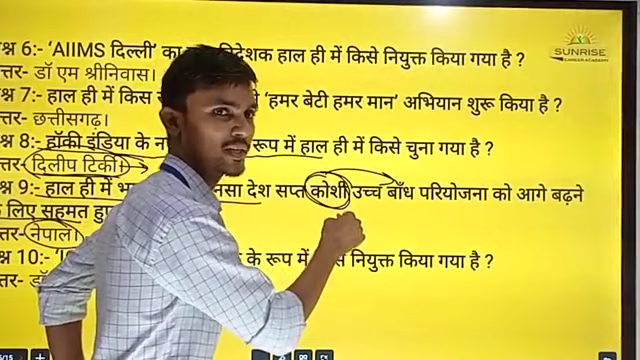 SUNRISE
CAREER ACADEMY
श्न 6:- ‘AIIMS दिल्ली’ का निदेशक हाल ही में किसे नियुक्त किया गया है ?
त्तर- डॉ एम श्रीनिवास।
श्न 7:- हाल ही में किस ‘हमर बेटी हमर मान’ अभियान शुरू किया है ?
त्तर- छत्तीसगढ़।
श्न 8:- हॉकी इंडिया के रूप में हाल ही में किसे चुना गया है ?
त्तर- दिलीप टिर्की।
श्न 9:- हाल ही में देश सप्त कोशी उच्च बाँध परियोजना को आगे बढ़ने
लिए सहमत
त्तर- नेपाल।
श्न 10:- के रूप में नियुक्त किया गया है ?
त्तर- डॉ